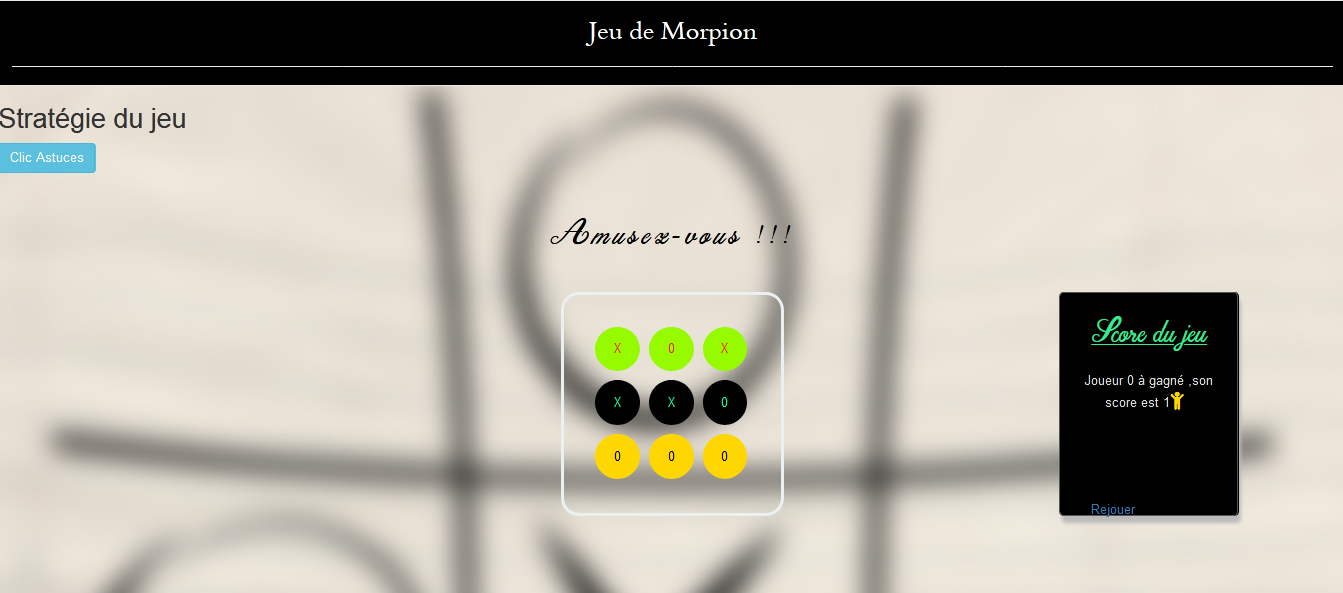 Jeu de Morpion
Stratégie du jeu
Clic Astuces
Amusez-vous !!!
X 0 X
X X 0
0 0 0
Score du jeu
Joueur 0 à gagné ,son
score est 1
Rejouer